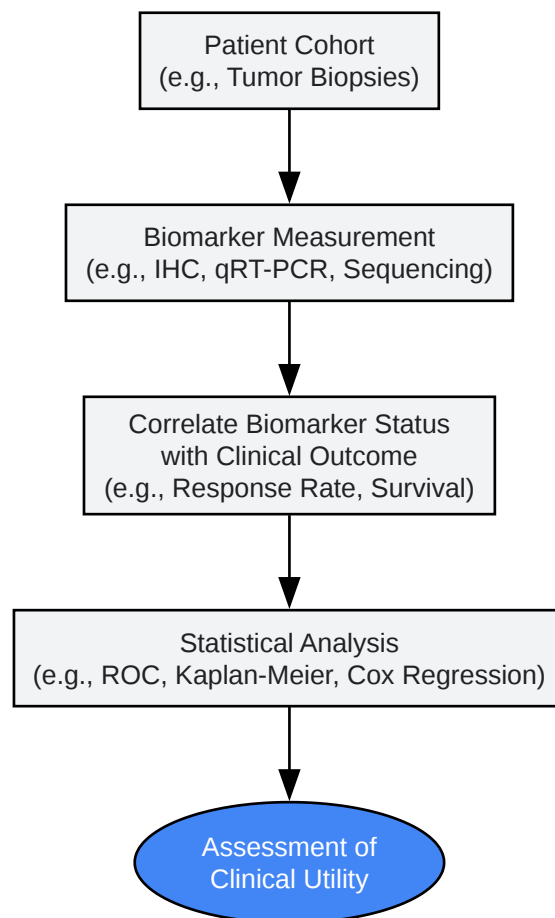 Patient Cohort
(e.g., Tumor Biopsies)
Biomarker Measurement
(e.g., IHC, qRT-PCR, Sequencing)
Correlate Biomarker Status
with Clinical Outcome
(e.g., Response Rate, Survival)
Statistical Analysis
(e.g., ROC, Kaplan-Meier, Cox Regression)
Assessment of
Clinical Utility